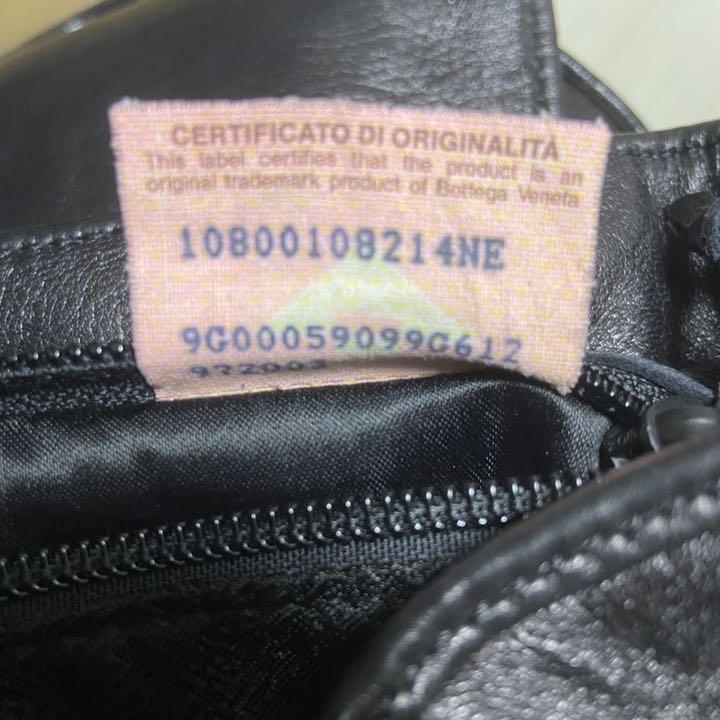 CERTIFICATO DI ORIGINALITÀ
This label certifies that the product is an
original trademark product of Bottega Veneta
10800108214NE
9G00059099G612
972003